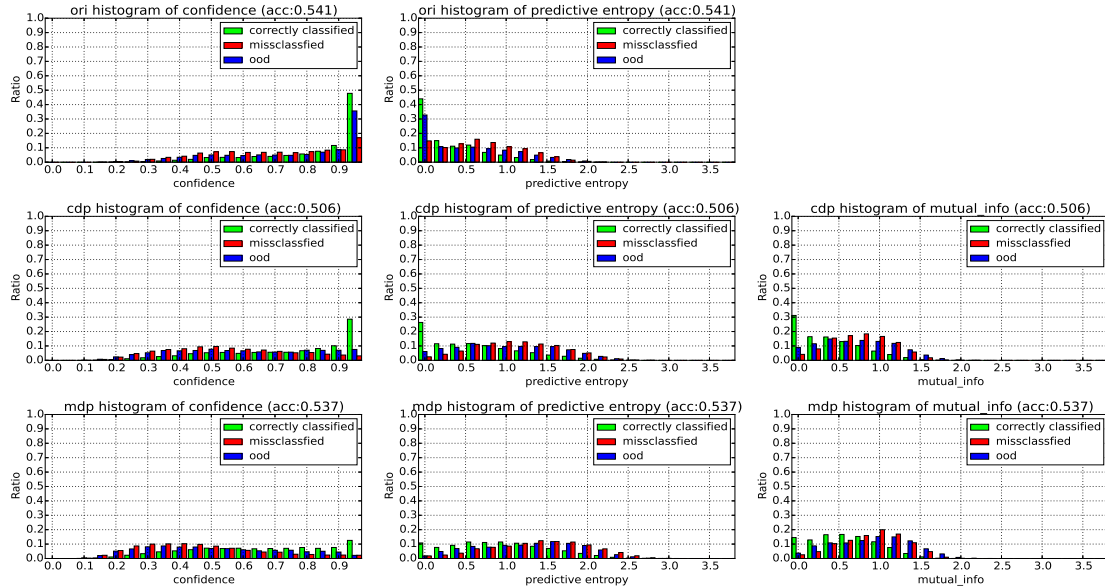 ori histogram of confidence (acc:0.541)
Ratio
1.0
0.9
0.8
0.7
0.6
0.5
0.4
0.3
0.2
0.1
0.0
correctly classified
missclassfied
ood
0.0 0.1 0.2 0.3 0.4 0.5 0.6 0.7 0.8 0.9
confidence
ori histogram of predictive entropy (acc:0.541)
Ratio
1.0
0.9
0.8
0.7
0.6
0.5
0.4
0.3
0.2
0.1
0.0
correctly classified
missclassfied
ood
0.0 0.5 1.0 1.5 2.0 2.5 3.0 3.5
predictive entropy
cdp histogram of confidence (acc:0.506)
Ratio
1.0
0.9
0.8
0.7
0.6
0.5
0.4
0.3
0.2
0.1
0.0
correctly classified
missclassfied
ood
0.0 0.1 0.2 0.3 0.4 0.5 0.6 0.7 0.8 0.9
confidence
cdp histogram of predictive entropy (acc:0.506)
Ratio
1.0
0.9
0.8
0.7
0.6
0.5
0.4
0.3
0.2
0.1
0.0
correctly classified
missclassfied
ood
0.0 0.5 1.0 1.5 2.0 2.5 3.0 3.5
predictive entropy
cdp histogram of mutual_info (acc:0.506)
Ratio
1.0
0.9
0.8
0.7
0.6
0.5
0.4
0.3
0.2
0.1
0.0
correctly classified
missclassfied
ood
0.0 0.5 1.0 1.5 2.0 2.5 3.0 3.5
mutual_info
mdp histogram of confidence (acc:0.537)
Ratio
1.0
0.9
0.8
0.7
0.6
0.5
0.4
0.3
0.2
0.1
0.0
correctly classified
missclassfied
ood
0.0 0.1 0.2 0.3 0.4 0.5 0.6 0.7 0.8 0.9
confidence
mdp histogram of predictive entropy (acc:0.537)
Ratio
1.0
0.9
0.8
0.7
0.6
0.5
0.4
0.3
0.2
0.1
0.0
correctly classified
missclassfied
ood
0.0 0.5 1.0 1.5 2.0 2.5 3.0 3.5
predictive entropy
mdp histogram of mutual_info (acc:0.537)
Ratio
1.0
0.9
0.8
0.7
0.6
0.5
0.4
0.3
0.2
0.1
0.0
correctly classified
missclassfied
ood
0.0 0.5 1.0 1.5 2.0 2.5 3.0 3.5
mutual_info